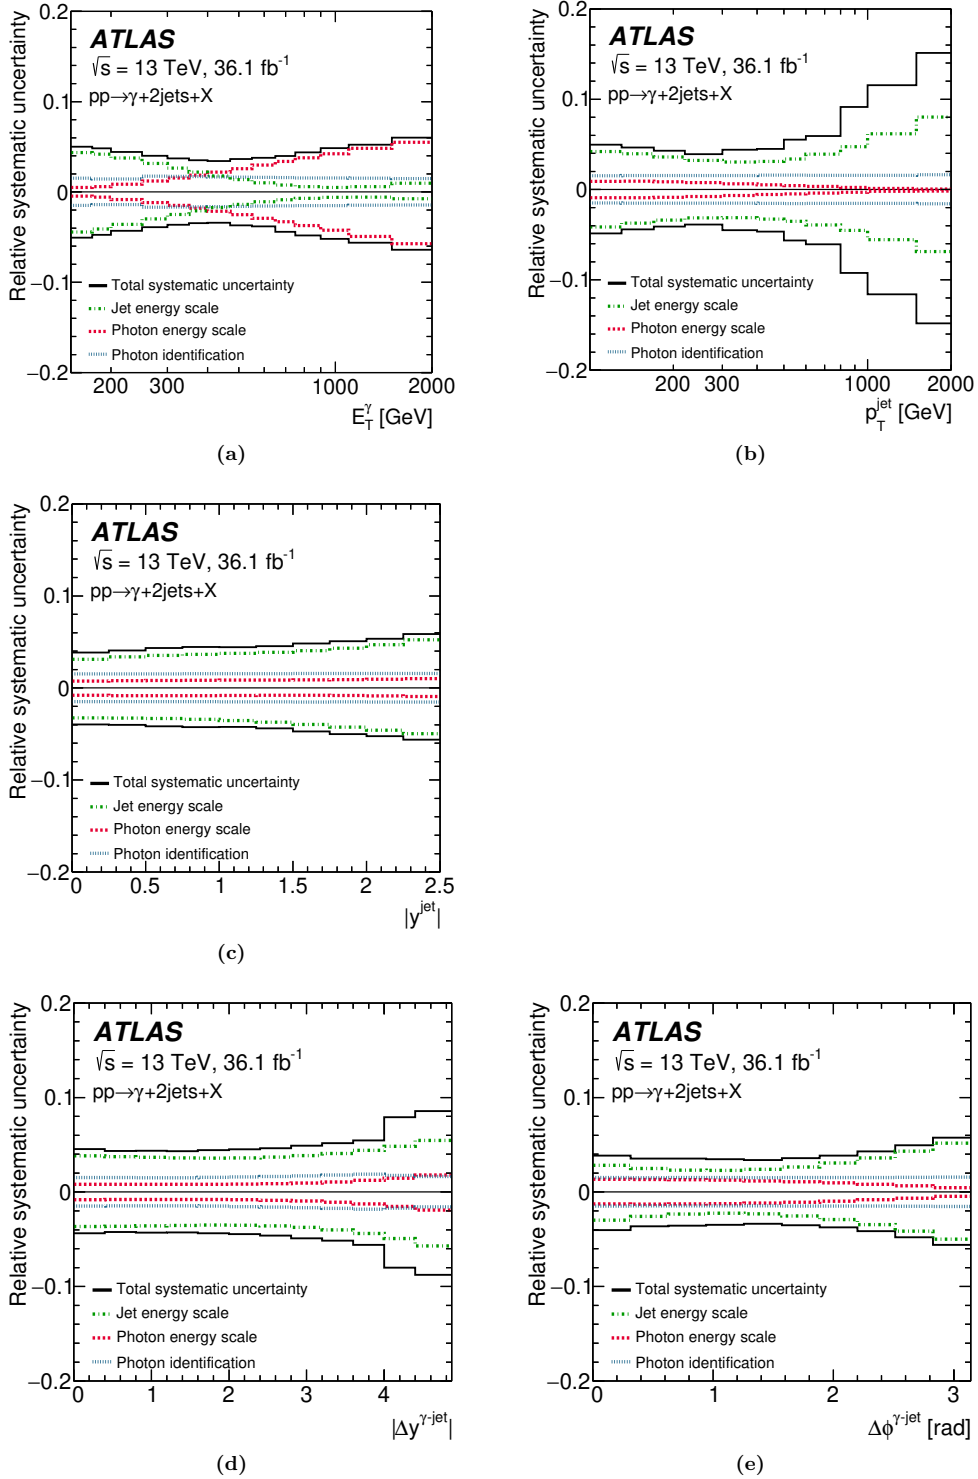 0.2
ATLAS
√s = 13 TeV, 36.1 fb⁻¹
pp→γ+2jets+X
0.1
0
−0.1
−0.2
Relative systematic uncertainty
Total systematic uncertainty
Jet energy scale
Photon energy scale
Photon identification
200 300 1000 2000
E_T^γ [GeV]
(a)
0.2
ATLAS
√s = 13 TeV, 36.1 fb⁻¹
pp→γ+2jets+X
0.1
0
−0.1
−0.2
Relative systematic uncertainty
Total systematic uncertainty
Jet energy scale
Photon energy scale
Photon identification
200 300 1000 2000
p_T^jet [GeV]
(b)
0.2
ATLAS
√s = 13 TeV, 36.1 fb⁻¹
pp→γ+2jets+X
0.1
0
−0.1
−0.2
Relative systematic uncertainty
Total systematic uncertainty
Jet energy scale
Photon energy scale
Photon identification
0 0.5 1 1.5 2 2.5
|y^jet|
(c)
0.2
ATLAS
√s = 13 TeV, 36.1 fb⁻¹
pp→γ+2jets+X
0.1
0
−0.1
−0.2
Relative systematic uncertainty
Total systematic uncertainty
Jet energy scale
Photon energy scale
Photon identification
0 1 2 3 4
|Δy^γ-jet|
(d)
0.2
ATLAS
√s = 13 TeV, 36.1 fb⁻¹
pp→γ+2jets+X
0.1
0
−0.1
−0.2
Relative systematic uncertainty
Total systematic uncertainty
Jet energy scale
Photon energy scale
Photon identification
0 1 2 3
Δϕ^γ-jet [rad]
(e)